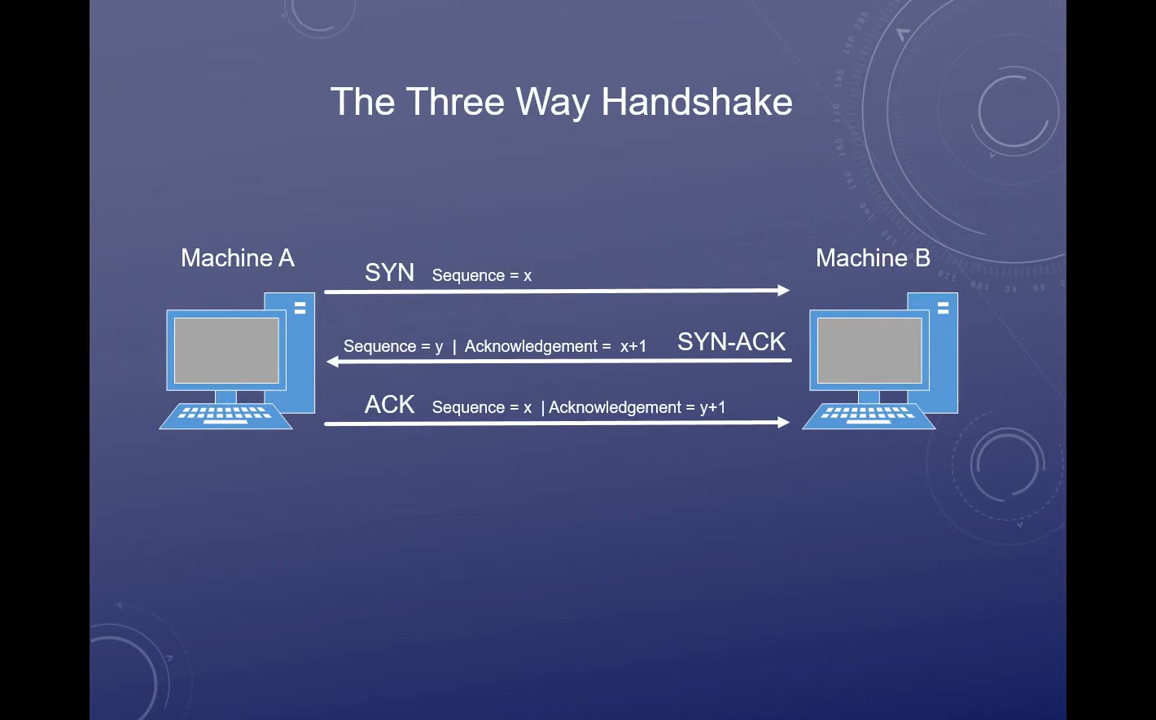 The Three Way Handshake
Machine A
Machine B
SYN Sequence = x
Sequence = y | Acknowledgement = x+1 SYN-ACK
ACK Sequence = x | Acknowledgement = y+1